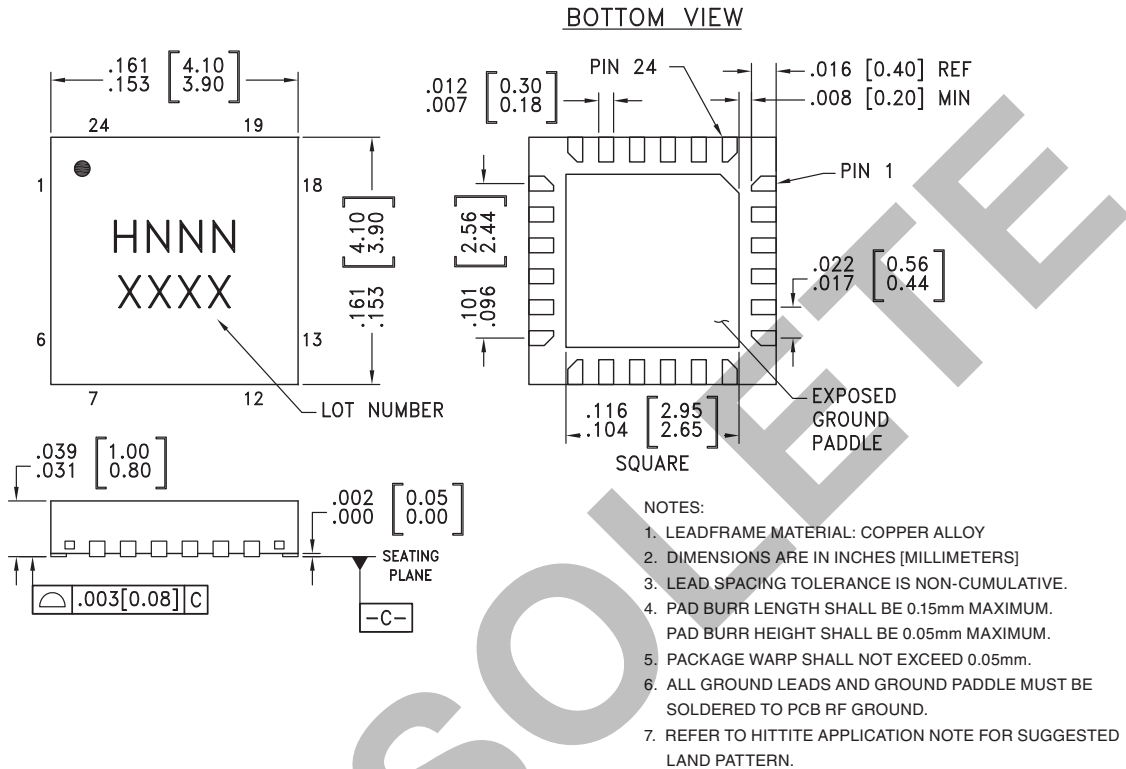 BOTTOM VIEW
.161 [4.10]
.153 [3.90]
24 19
1
18
6
13
7 12
HNNN
XXXX
LOT NUMBER
.161 [4.10]
.153 [3.90]
.012 [0.30]
.007 [0.18]
PIN 24
.016 [0.40] REF
.008 [0.20] MIN
PIN 1
.101 [2.56]
.096 [2.44]
.022 [0.56]
.017 [0.44]
.116 [2.95]
.104 [2.65]
SQUARE
EXPOSED
GROUND
PADDLE
.039 [1.00]
.031 [0.80]
.002 [0.05]
.000 [0.00]
SEATING
PLANE
.003[0.08] C
-C-
NOTES:
1. LEADFRAME MATERIAL: COPPER ALLOY
2. DIMENSIONS ARE IN INCHES [MILLIMETERS]
3. LEAD SPACING TOLERANCE IS NON-CUMULATIVE.
4. PAD BURR LENGTH SHALL BE 0.15mm MAXIMUM.
PAD BURR HEIGHT SHALL BE 0.05mm MAXIMUM.
5. PACKAGE WARP SHALL NOT EXCEED 0.05mm.
6. ALL GROUND LEADS AND GROUND PADDLE MUST BE
SOLDERED TO PCB RF GROUND.
7. REFER TO HITTITE APPLICATION NOTE FOR SUGGESTED
LAND PATTERN.
SOLETE